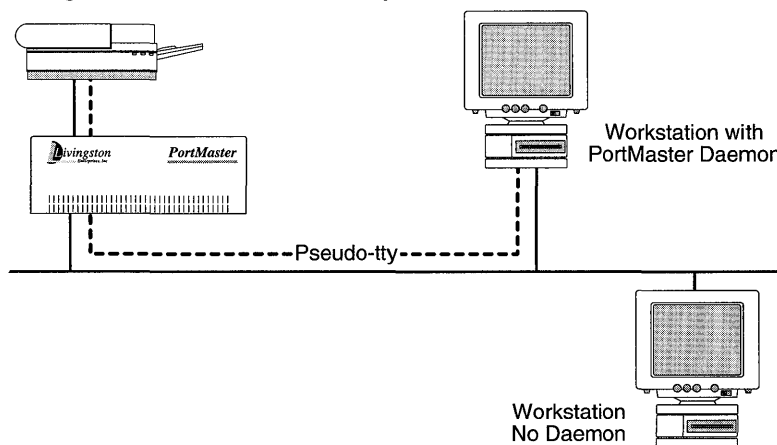 Livingston
Enterprises, Inc.
PortMaster
Workstation with
PortMaster Daemon
Pseudo-tty
Workstation
No Daemon